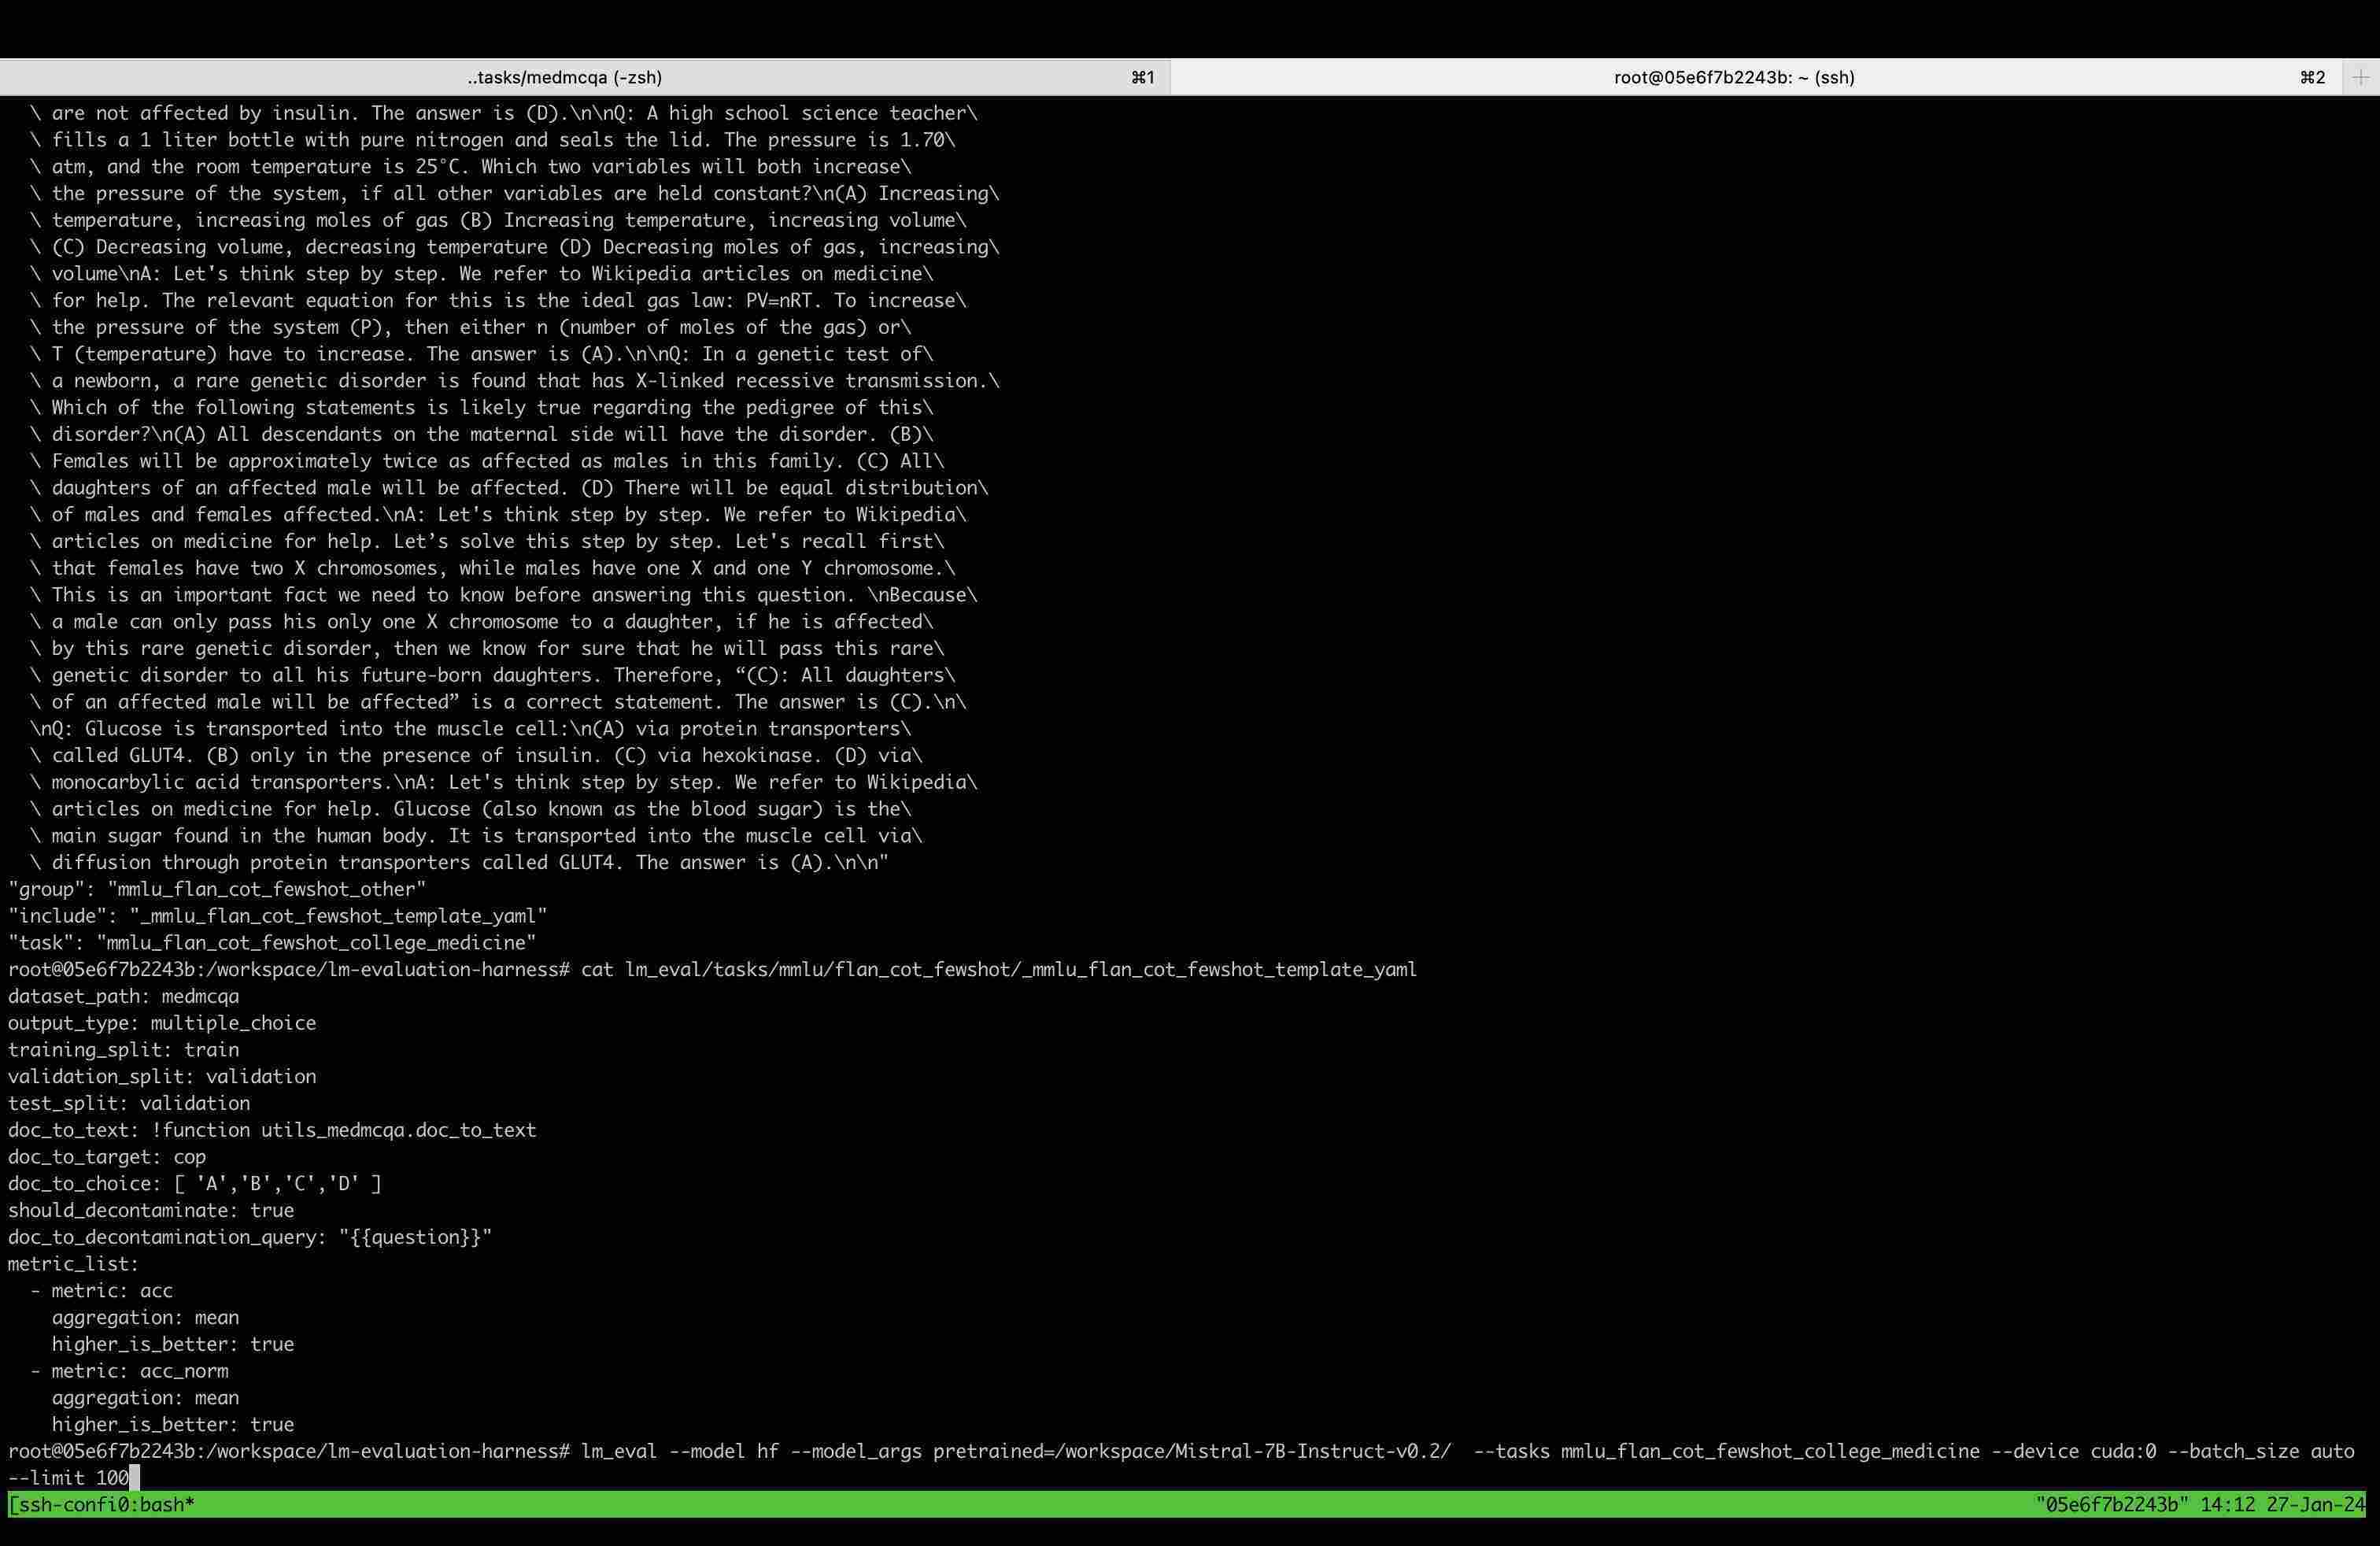 ..tasks/medmcqa (-zsh) ⌘1 root@05e6f7b2243b: ~ (ssh) ⌘2 +
\ are not affected by insulin. The answer is (D).\n\nQ: A high school science teacher\
\ fills a 1 liter bottle with pure nitrogen and seals the lid. The pressure is 1.70\
\ atm, and the room temperature is 25°C. Which two variables will both increase\
\ the pressure of the system, if all other variables are held constant?\n(A) Increasing\
\ temperature, increasing moles of gas (B) Increasing temperature, increasing volume\
\ (C) Decreasing volume, decreasing temperature (D) Decreasing moles of gas, increasing\
\ volume\nA: Let's think step by step. We refer to Wikipedia articles on medicine\
\ for help. The relevant equation for this is the ideal gas law: PV=nRT. To increase\
\ the pressure of the system (P), then either n (number of moles of the gas) or\
\ T (temperature) have to increase. The answer is (A).\n\nQ: In a genetic test of\
\ a newborn, a rare genetic disorder is found that has X-linked recessive transmission.\
\ Which of the following statements is likely true regarding the pedigree of this\
\ disorder?\n(A) All descendants on the maternal side will have the disorder. (B)\
\ Females will be approximately twice as affected as males in this family. (C) All\
\ daughters of an affected male will be affected. (D) There will be equal distribution\
\ of males and females affected.\nA: Let's think step by step. We refer to Wikipedia\
\ articles on medicine for help. Let’s solve this step by step. Let's recall first\
\ that females have two X chromosomes, while males have one X and one Y chromosome.\
\ This is an important fact we need to know before answering this question. \nBecause\
\ a male can only pass his only one X chromosome to a daughter, if he is affected\
\ by this rare genetic disorder, then we know for sure that he will pass this rare\
\ genetic disorder to all his future-born daughters. Therefore, “(C): All daughters\
\ of an affected male will be affected” is a correct statement. The answer is (C).\n\
\nQ: Glucose is transported into the muscle cell:\n(A) via protein transporters\
\ called GLUT4. (B) only in the presence of insulin. (C) via hexokinase. (D) via\
\ monocarbylic acid transporters.\nA: Let's think step by step. We refer to Wikipedia\
\ articles on medicine for help. Glucose (also known as the blood sugar) is the\
\ main sugar found in the human body. It is transported into the muscle cell via\
\ diffusion through protein transporters called GLUT4. The answer is (A).\n\n"
"group": "mmlu_flan_cot_fewshot_other"
"include": "_mmlu_flan_cot_fewshot_template_yaml"
"task": "mmlu_flan_cot_fewshot_college_medicine"
root@05e6f7b2243b:/workspace/lm-evaluation-harness# cat lm_eval/tasks/mmlu/flan_cot_fewshot/_mmlu_flan_cot_fewshot_template_yaml
dataset_path: medmcqa
output_type: multiple_choice
training_split: train
validation_split: validation
test_split: validation
doc_to_text: !function utils_medmcqa.doc_to_text
doc_to_target: cop
doc_to_choice: [ 'A','B','C','D' ]
should_decontaminate: true
doc_to_decontamination_query: "{{question}}"
metric_list:
- metric: acc
aggregation: mean
higher_is_better: true
- metric: acc_norm
aggregation: mean
higher_is_better: true
root@05e6f7b2243b:/workspace/lm-evaluation-harness# lm_eval --model hf --model_args pretrained=/workspace/Mistral-7B-Instruct-v0.2/  --tasks mmlu_flan_cot_fewshot_college_medicine --device cuda:0 --batch_size auto
--limit 100
[ssh-confi0:bash* "05e6f7b2243b" 14:12 27-Jan-24